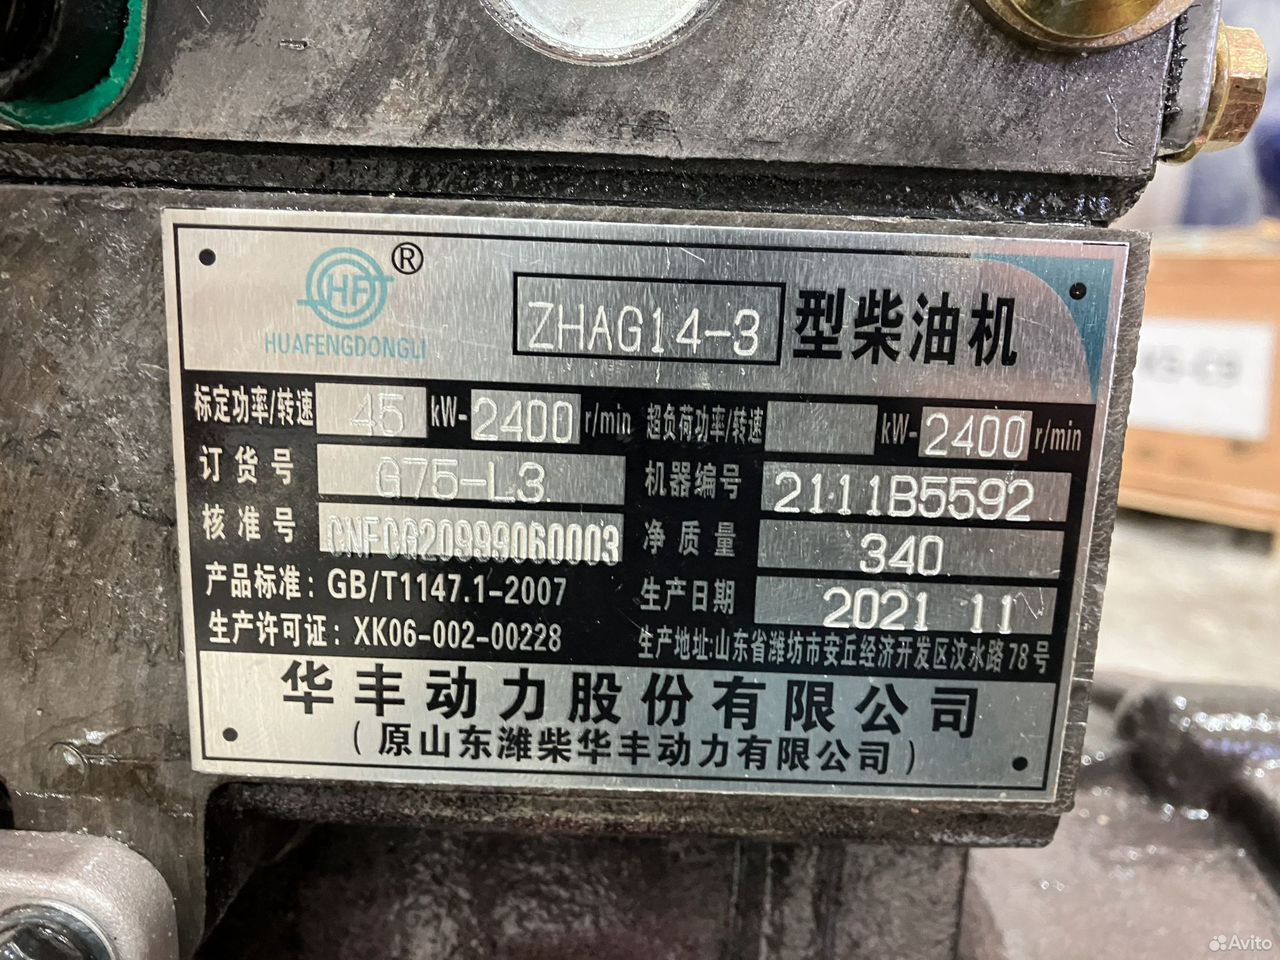 HF ®
HUAFENGDONGLI
ZHAG14-3 型柴油机
标定功率/转速 45 kW- 2400 r/min 超负荷功率/转速 kW- 2400 r/min
订货号 G75-L3 机器编号 2111B5592
核准号 CNFCG20999060003 净质量 340
产品标准: GB/T1147.1-2007 生产日期 2021 11
生产许可证: XK06-002-00228 生产地址:山东省潍坊市安丘经济开发区汶水路78号
华丰动力股份有限公司
(原山东潍柴华丰动力有限公司)
Avito